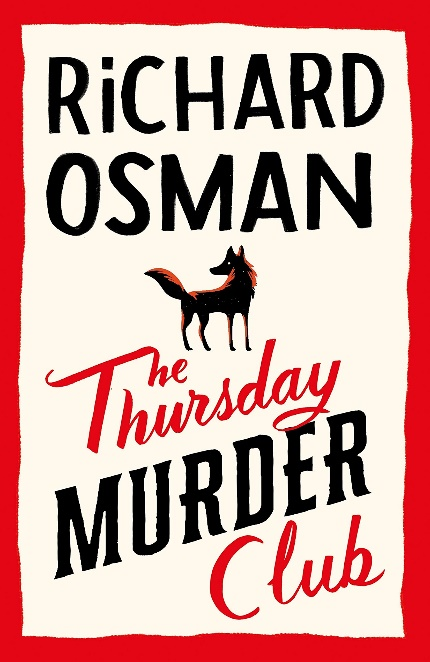 RiCHARD
OSMAN
The
Thursday
MURDER
Club